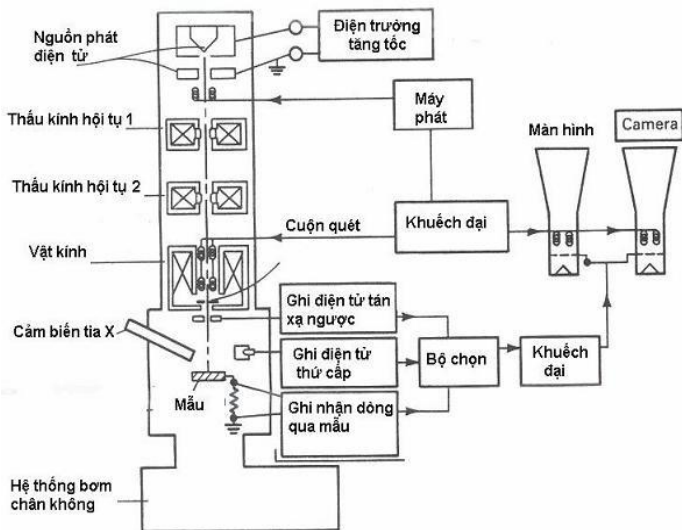 Nguồn phát
điện tử
Điện trường
tăng tốc
Máy
phát
Màn hình
Camera
Thấu kính hội tụ 1
Thấu kính hội tụ 2
Cuộn quét
Khuếch đại
Vật kính
Ghi điện tử tán
xạ ngược
Cảm biến tia X
Ghi điện tử
thứ cấp
Bộ chọn
Khuếch
đại
Mẫu
Ghi nhận dòng
qua mẫu
Hệ thống bơm
chân không